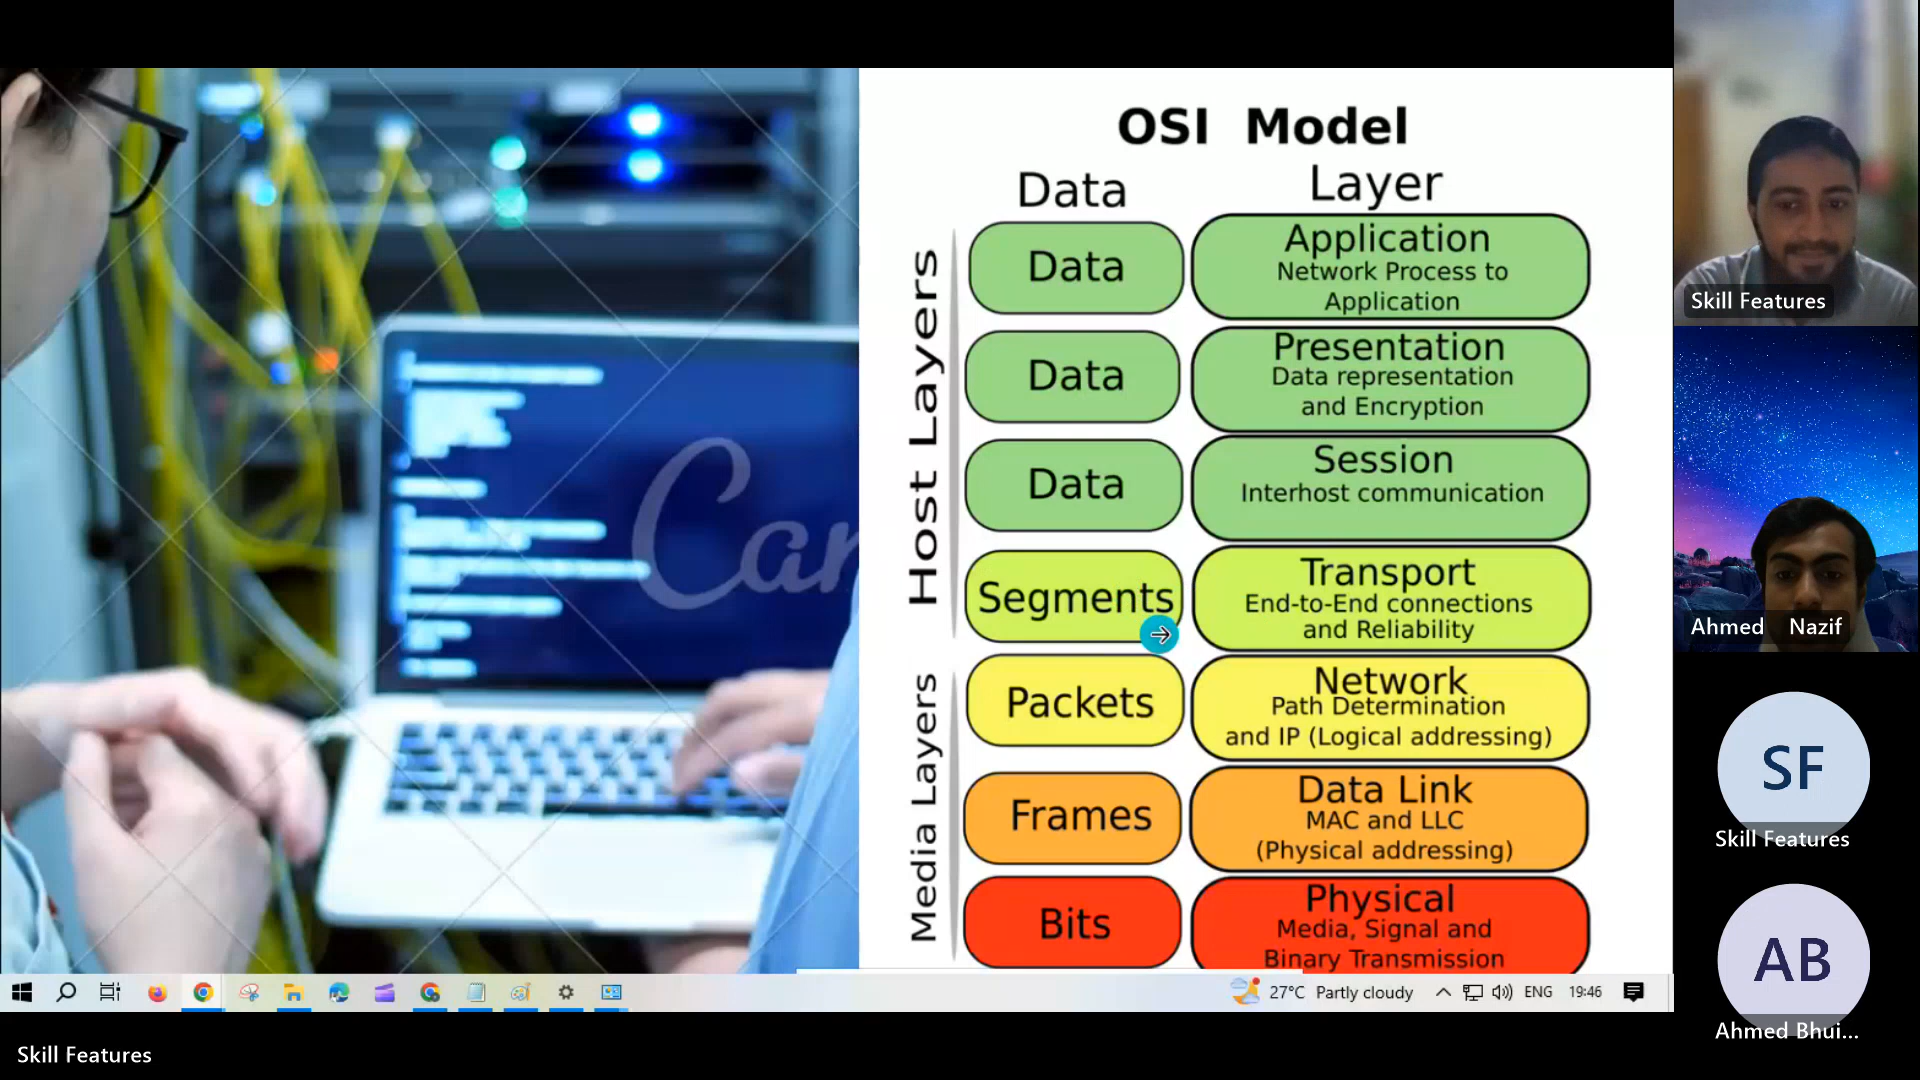 OSI Model
Data
Layer
Host Layers
Data
Application
Network Process to
Application
Data
Presentation
Data representation
and Encryption
Data
Session
Interhost communication
Segments
Transport
End-to-End connections
and Reliability
Media Layers
Packets
Network
Path Determination
and IP (Logical addressing)
Frames
Data Link
MAC and LLC
(Physical addressing)
Bits
Physical
Media, Signal and
Binary Transmission
Can
27°C Partly cloudy
ENG
19:46
Skill Features
Skill Features
Ahmed Nazif
SF
Skill Features
AB
Ahmed Bhui...